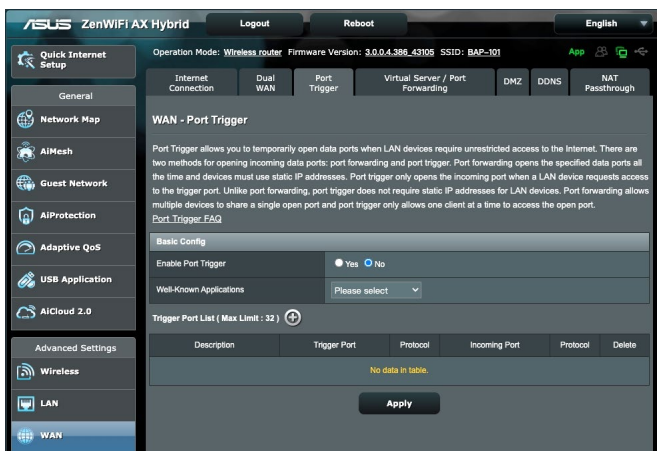 ASUS ZenWiFi AX Hybrid Logout Reboot English
Quick Internet Setup
Operation Mode: Wireless router Firmware Version: 3.0.0.4.386_43105 SSID: BAP-101 App
General
Network Map
AiMesh
Guest Network
AiProtection
Adaptive QoS
USB Application
AiCloud 2.0
Advanced Settings
Wireless
LAN
WAN
Internet Connection Dual WAN Port Trigger Virtual Server / Port Forwarding DMZ DDNS NAT Passthrough
WAN - Port Trigger
Port Trigger allows you to temporarily open data ports when LAN devices require unrestricted access to the Internet. There are
two methods for opening incoming data ports: port forwarding and port trigger. Port forwarding opens the specified data ports all
the time and devices must use static IP addresses. Port trigger only opens the incoming port when a LAN device requests access
to the trigger port. Unlike port forwarding, port trigger does not require static IP addresses for LAN devices. Port forwarding allows
multiple devices to share a single open port and port trigger only allows one client at a time to access the open port.
Port Trigger FAQ
Basic Config
Enable Port Trigger Yes No
Well-Known Applications Please select
Trigger Port List ( Max Limit : 32 )
Description Trigger Port Protocol Incoming Port Protocol Delete
No data in table.
Apply